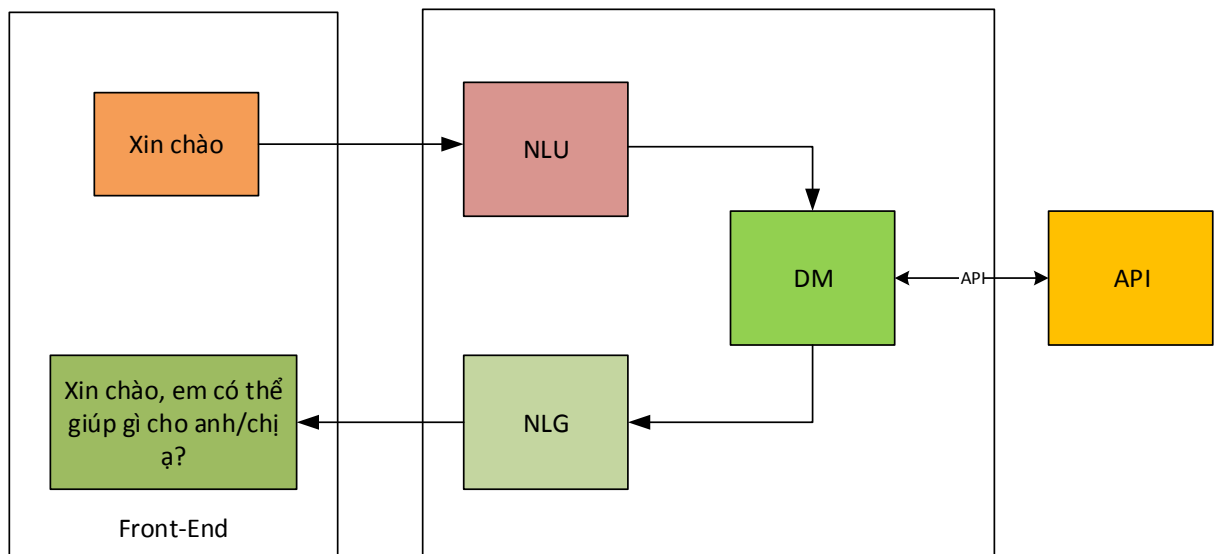 Xin chào
NLU
DM
API
API
Xin chào, em có thể
giúp gì cho anh/chị
ạ?
NLG
Front-End